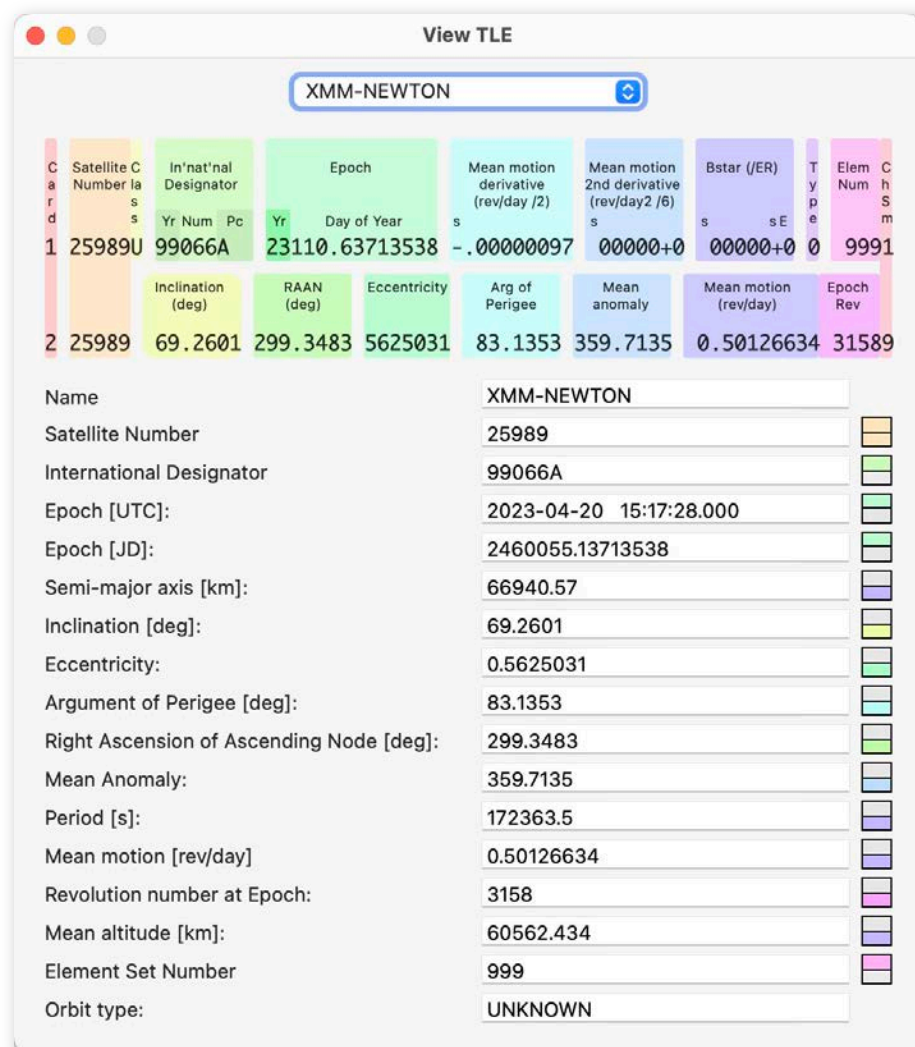 View TLE
XMM-NEWTON
Card Satellite Number Class In'nat'nal Designator Epoch Mean motion derivative (rev/day /2) Mean motion 2nd derivative (rev/day2 /6) Bstar (/ER) Type Elem Num ChSm
Yr Num Pc Yr Day of Year s s s s E
1 25989U 99066A 23110.63713538 -.00000097 00000+0 00000+0 0 9991
Inclination (deg) RAAN (deg) Eccentricity Arg of Perigee Mean anomaly Mean motion (rev/day) Epoch Rev
2 25989 69.2601 299.3483 5625031 83.1353 359.7135 0.50126634 31589
Name XMM-NEWTON
Satellite Number 25989
International Designator 99066A
Epoch [UTC]: 2023-04-20 15:17:28.000
Epoch [JD]: 2460055.13713538
Semi-major axis [km]: 66940.57
Inclination [deg]: 69.2601
Eccentricity: 0.5625031
Argument of Perigee [deg]: 83.1353
Right Ascension of Ascending Node [deg]: 299.3483
Mean Anomaly: 359.7135
Period [s]: 172363.5
Mean motion [rev/day] 0.50126634
Revolution number at Epoch: 3158
Mean altitude [km]: 60562.434
Element Set Number 999
Orbit type: UNKNOWN